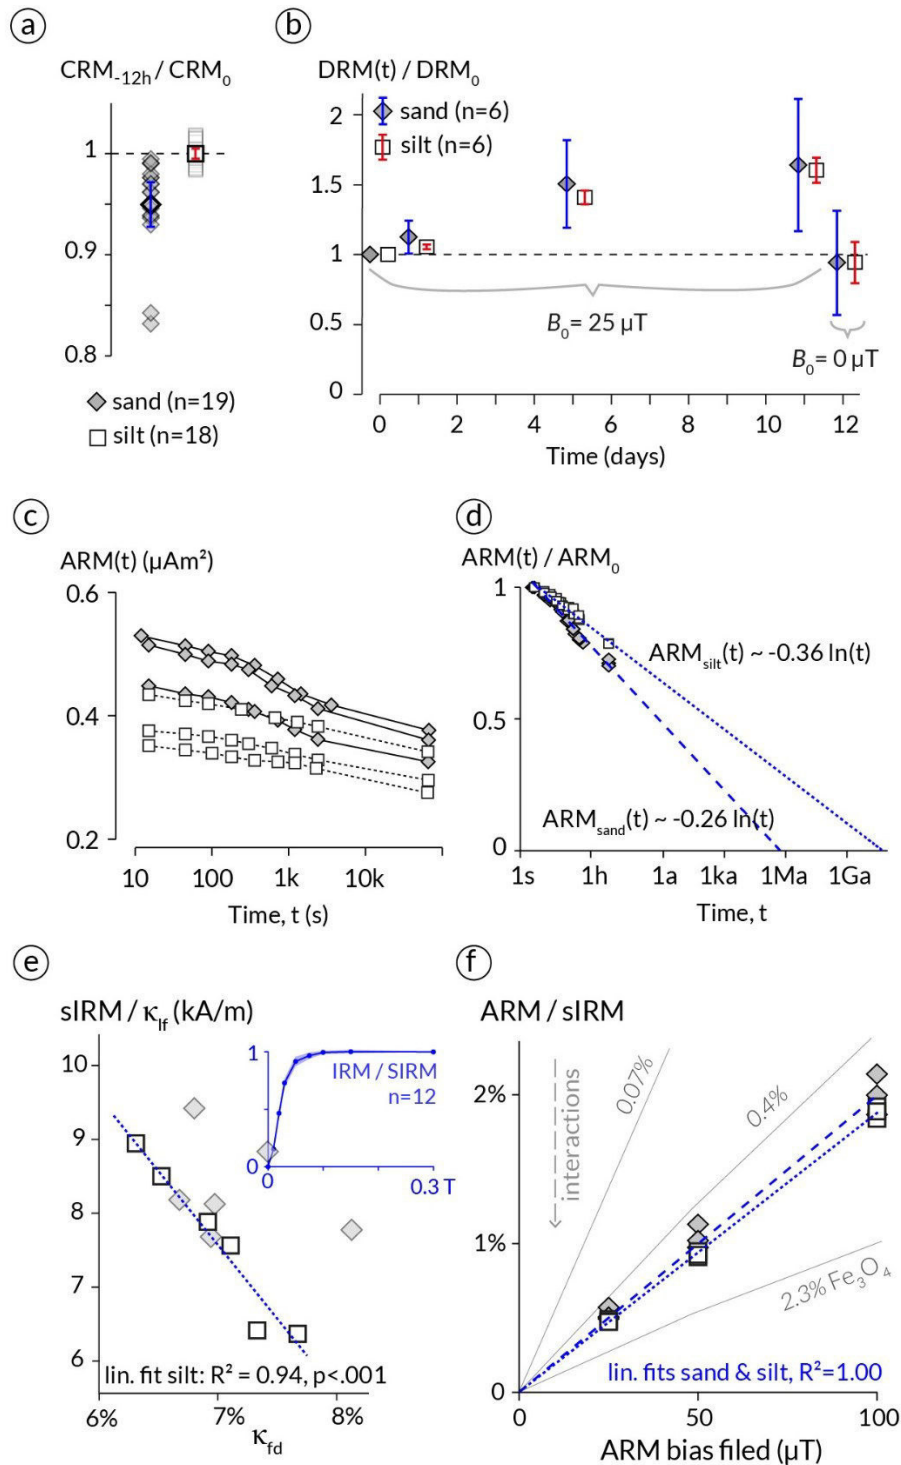 a
CRM-12h / CRM0
1
0.9
0.8
sand (n=19)
silt (n=18)
b
DRM(t) / DRM0
sand (n=6)
silt (n=6)
2
1.5
1
0.5
0
B0 = 25 µT
B0 = 0 µT
0 2 4 6 8 10 12
Time (days)
c
ARM(t) (µAm²)
0.6
0.4
0.2
10 100 1k 10k
Time, t (s)
d
ARM(t) / ARM0
1
0.5
0
ARMsilt(t) ~ -0.36 ln(t)
ARMsand(t) ~ -0.26 ln(t)
1s 1h 1a 1ka 1Ma 1Ga
Time, t
e
sIRM / κlf (kA/m)
10
9
8
7
6
1
0
IRM / SIRM
n=12
0 0.3 T
lin. fit silt: R² = 0.94, p<.001
6% 7% 8%
κfd
f
ARM / sIRM
2%
1%
0
interactions
0.07%
0.4%
2.3% Fe3O4
lin. fits sand & silt, R²=1.00
0 50 100
ARM bias filed (µT)